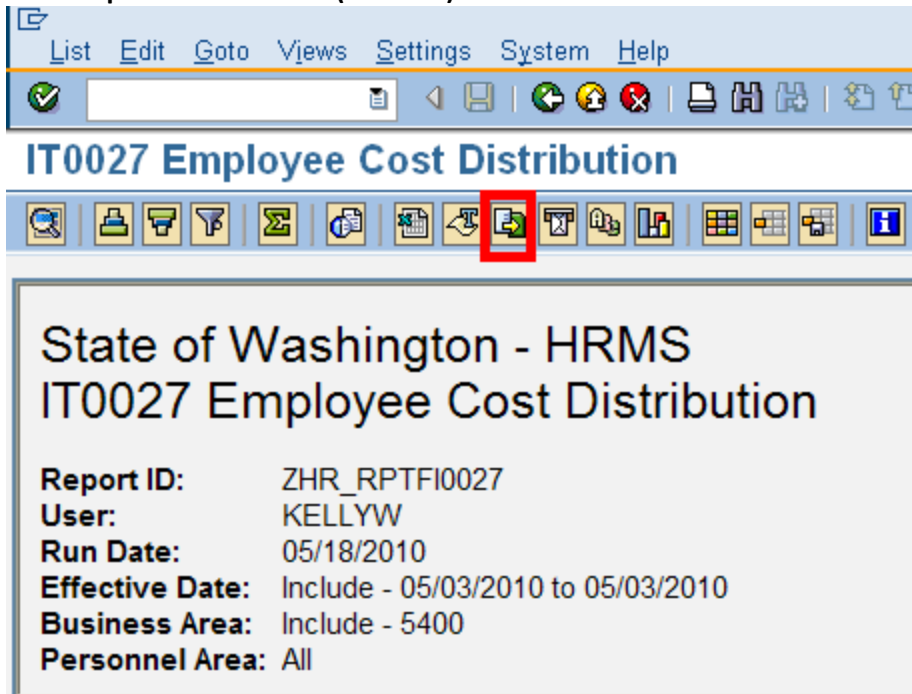 List Edit Goto Views Settings System Help
IT0027 Employee Cost Distribution
State of Washington - HRMS
IT0027 Employee Cost Distribution
Report ID: ZHR_RPTFI0027
User: KELLYW
Run Date: 05/18/2010
Effective Date: Include - 05/03/2010 to 05/03/2010
Business Area: Include - 5400
Personnel Area: All